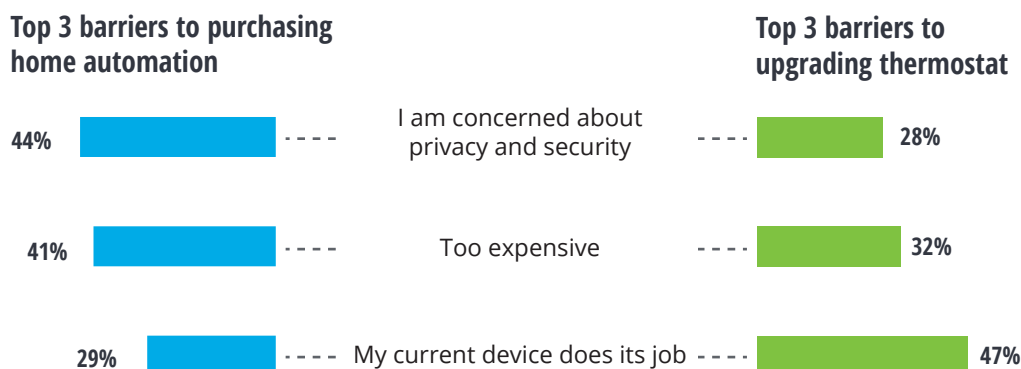 Top 3 barriers to purchasing
home automation
Top 3 barriers to
upgrading thermostat
44%
I am concerned about
privacy and security
28%
41%
Too expensive
32%
29%
My current device does its job
47%